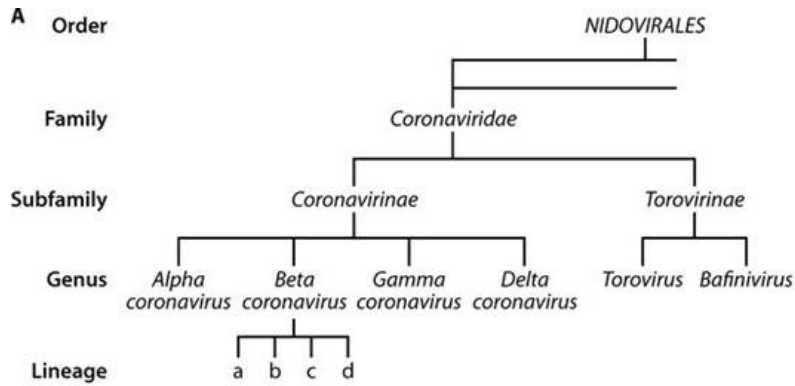 A
Order NIDOVIRALES
Family Coronaviridae
Subfamily Coronavirinae Torovirinae
Genus Alpha Beta Gamma Delta Torovirus Bafinivirus
coronavirus coronavirus coronavirus coronavirus
Lineage a b c d